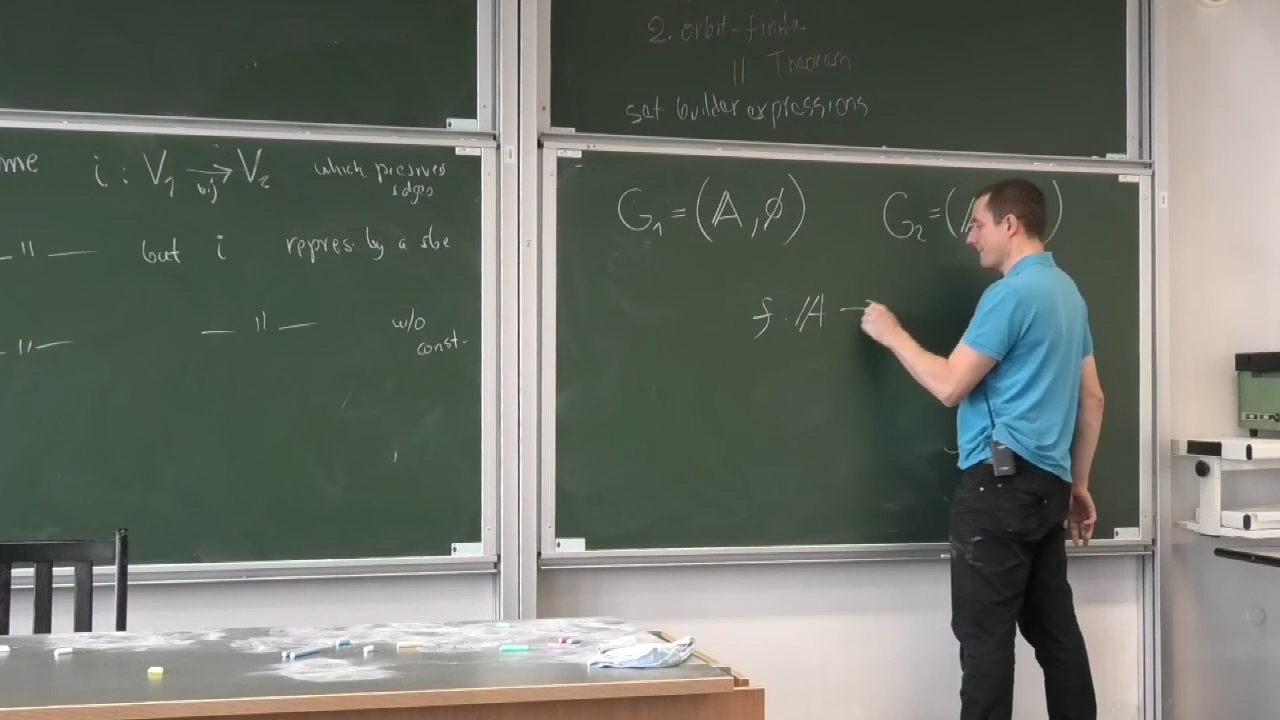 me i : V₁ →bij V₂ which preserves edges
— || — but i repres. by a sbe
— || — — || — w/o const.
2. orbit-finite
|| Theorem
set builder expressions
G₁ = (𝔸, ϕ) G₂ = ( )
f : 𝔸 —